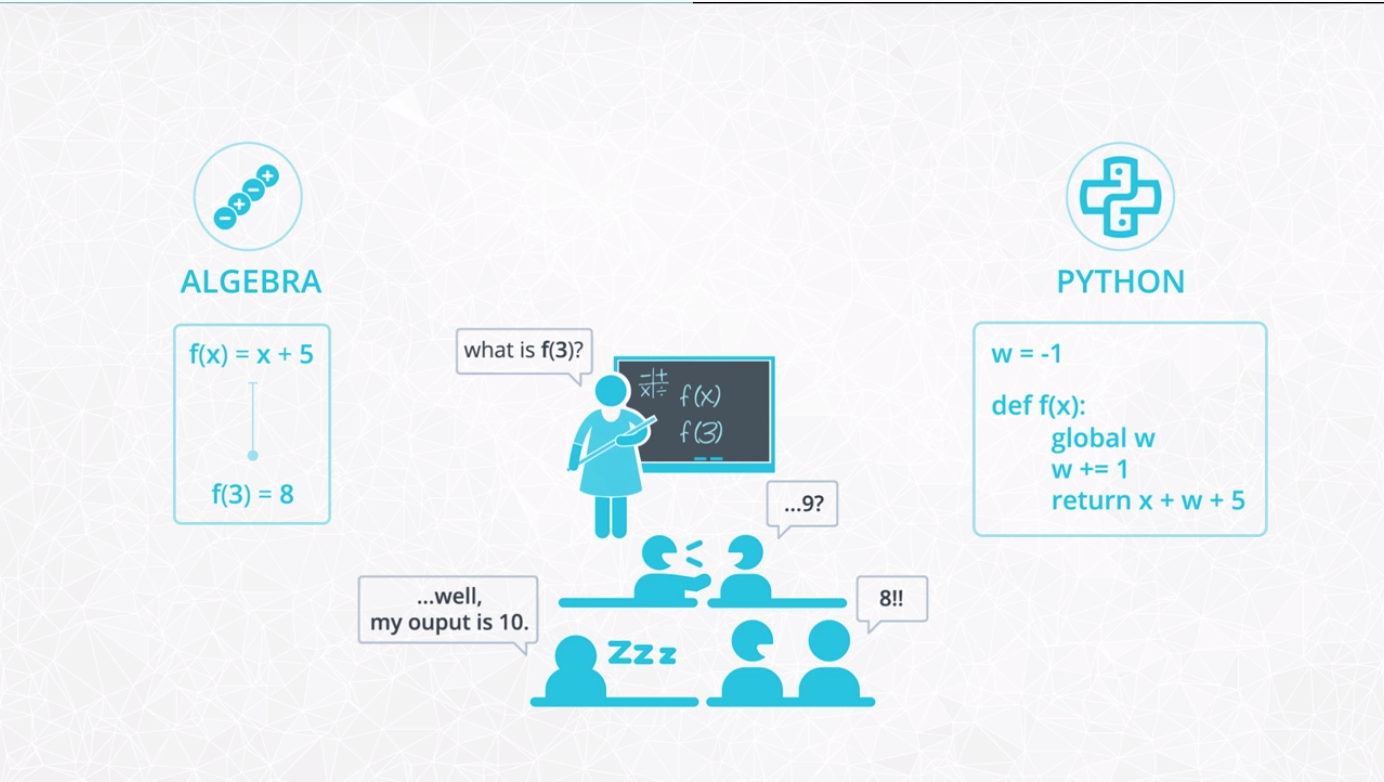 ALGEBRA
f(x) = x + 5
f(3) = 8
what is f(3)?
f(x)
f(3)
...9?
...well,
my ouput is 10.
zzz
8!!
PYTHON
w = -1
def f(x):
global w
w += 1
return x + w + 5